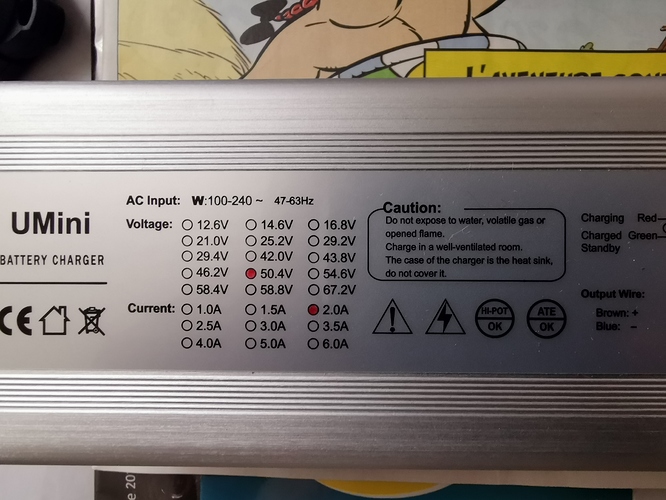 L'AVENTURE CON
UMini
BATTERY CHARGER
CE
AC Input: W:100-240 ~ 47-63Hz
Voltage: 12.6V 14.6V 16.8V
21.0V 25.2V 29.2V
29.4V 42.0V 43.8V
46.2V 50.4V 54.6V
58.4V 58.8V 67.2V
Current: 1.0A 1.5A 2.0A
2.5A 3.0A 3.5A
4.0A 5.0A 6.0A
Caution:
Do not expose to water, volatile gas or
opened flame.
Charge in a well-ventilated room.
The case of the charger is the heat sink,
do not cover it.
HI-POT
OK
ATE
OK
Charging Red
Charged Green
Standby
Output Wire:
Brown: +
Blue: –
e 20